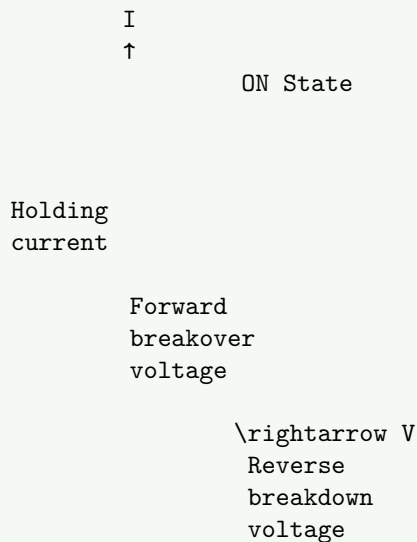 I
↑
ON State
Holding
current
Forward
breakover
voltage
\rightarrow V
Reverse
breakdown
voltage